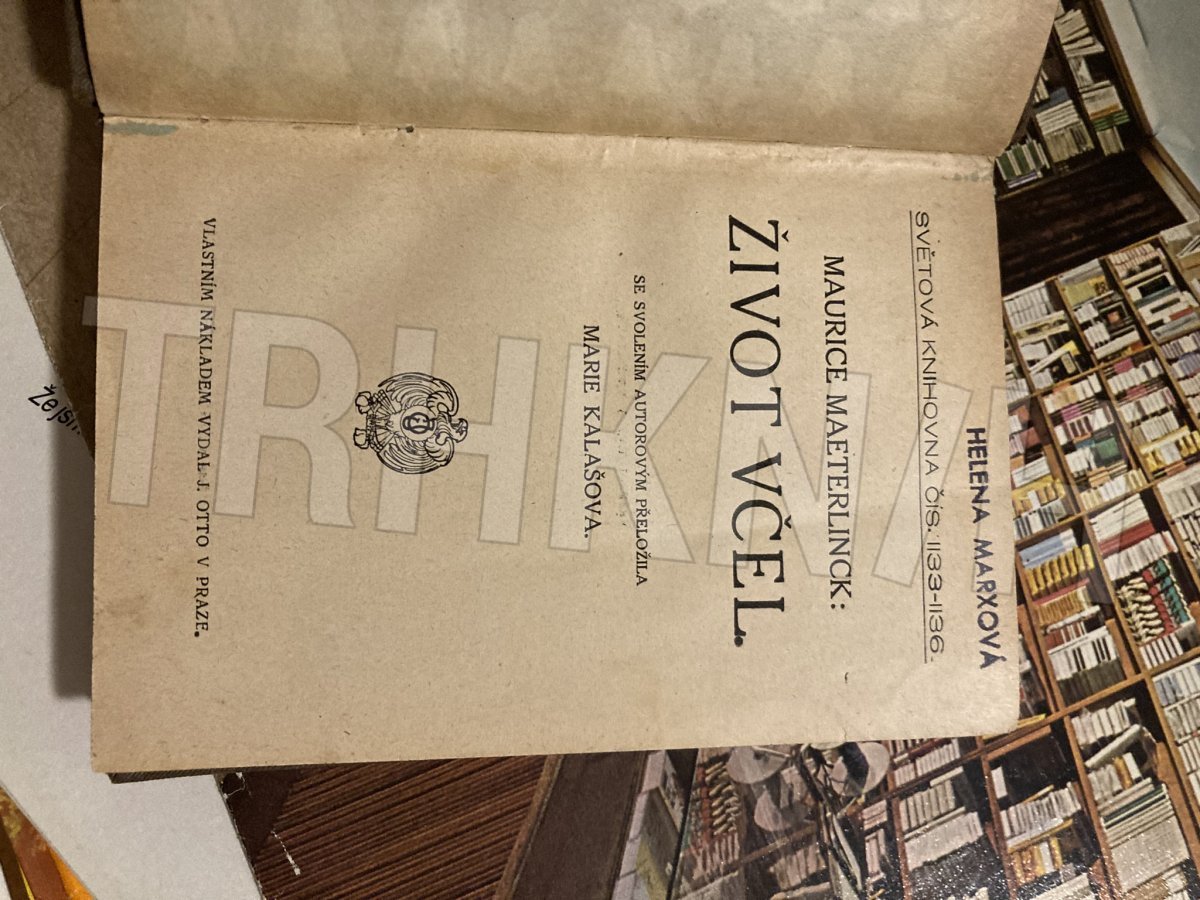 HELENA MARXOVÁ
SVĚTOVÁ KNIHOVNA ČÍS. 1133-1136.
MAURICE MAETERLINCK:
ŽIVOT VČEL.
SE SVOLENÍM AUTOROVÝM PŘELOŽILA
MARIE KALAŠOVA.
VLASTNÍM NÁKLADEM VYDAL J. OTTO V PRAZE.
TRHKNI